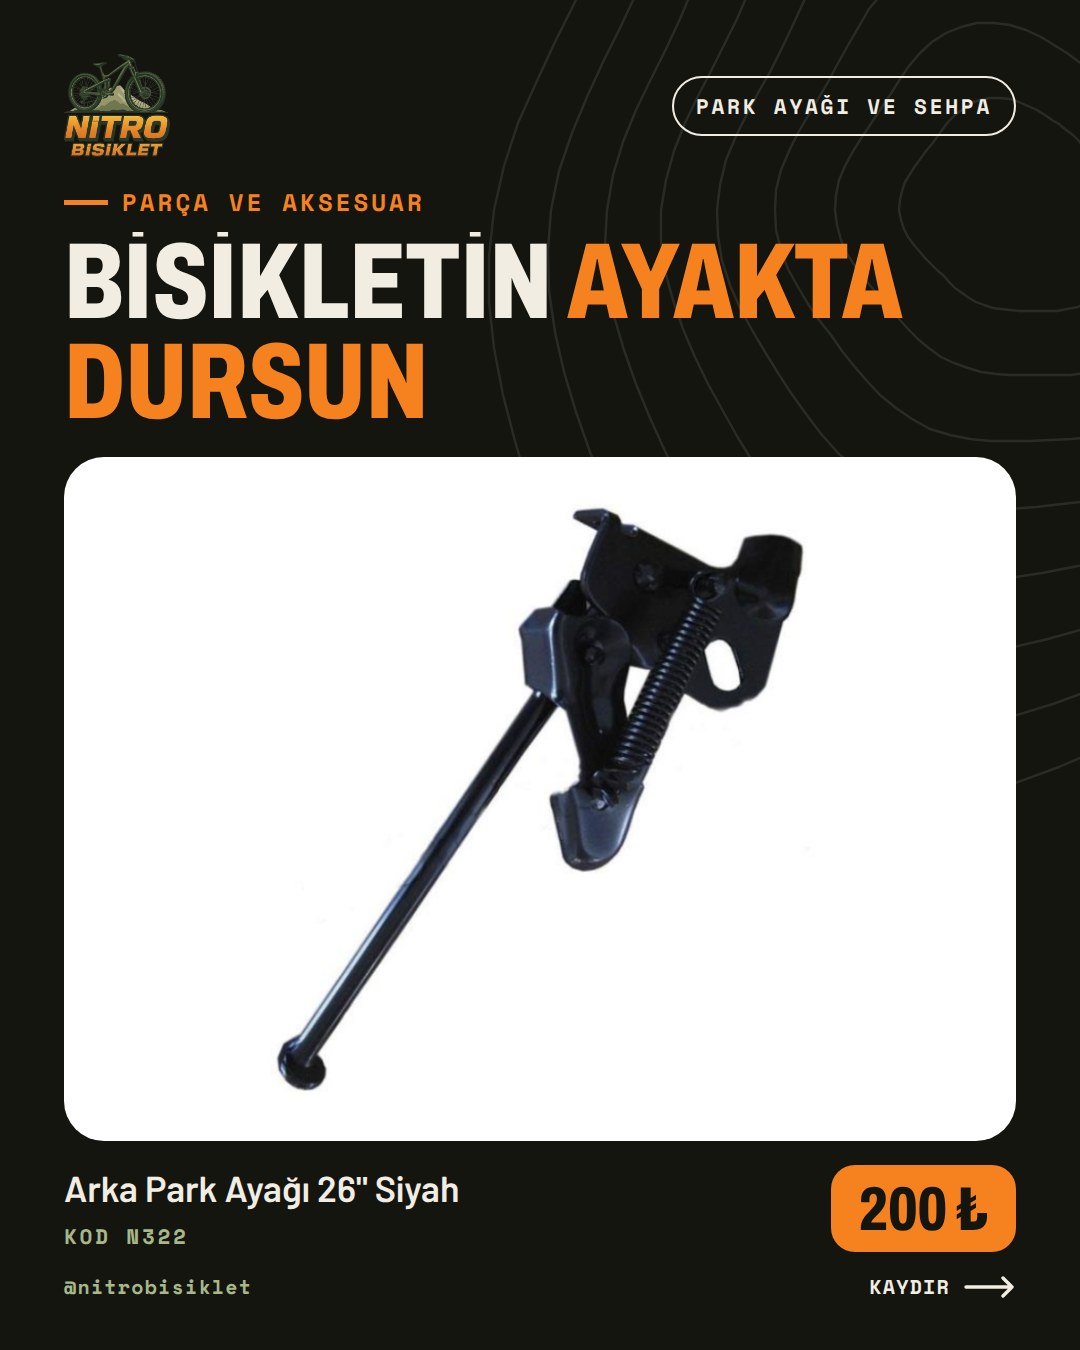 NITRO
BISIKLET
PARK AYAĞI VE SEHPA
PARÇA VE AKSESUAR
BİSİKLETİN AYAKTA
DURSUN
Arka Park Ayağı 26" Siyah
200 ₺
KOD N322
@nitrobisiklet
KAYDIR